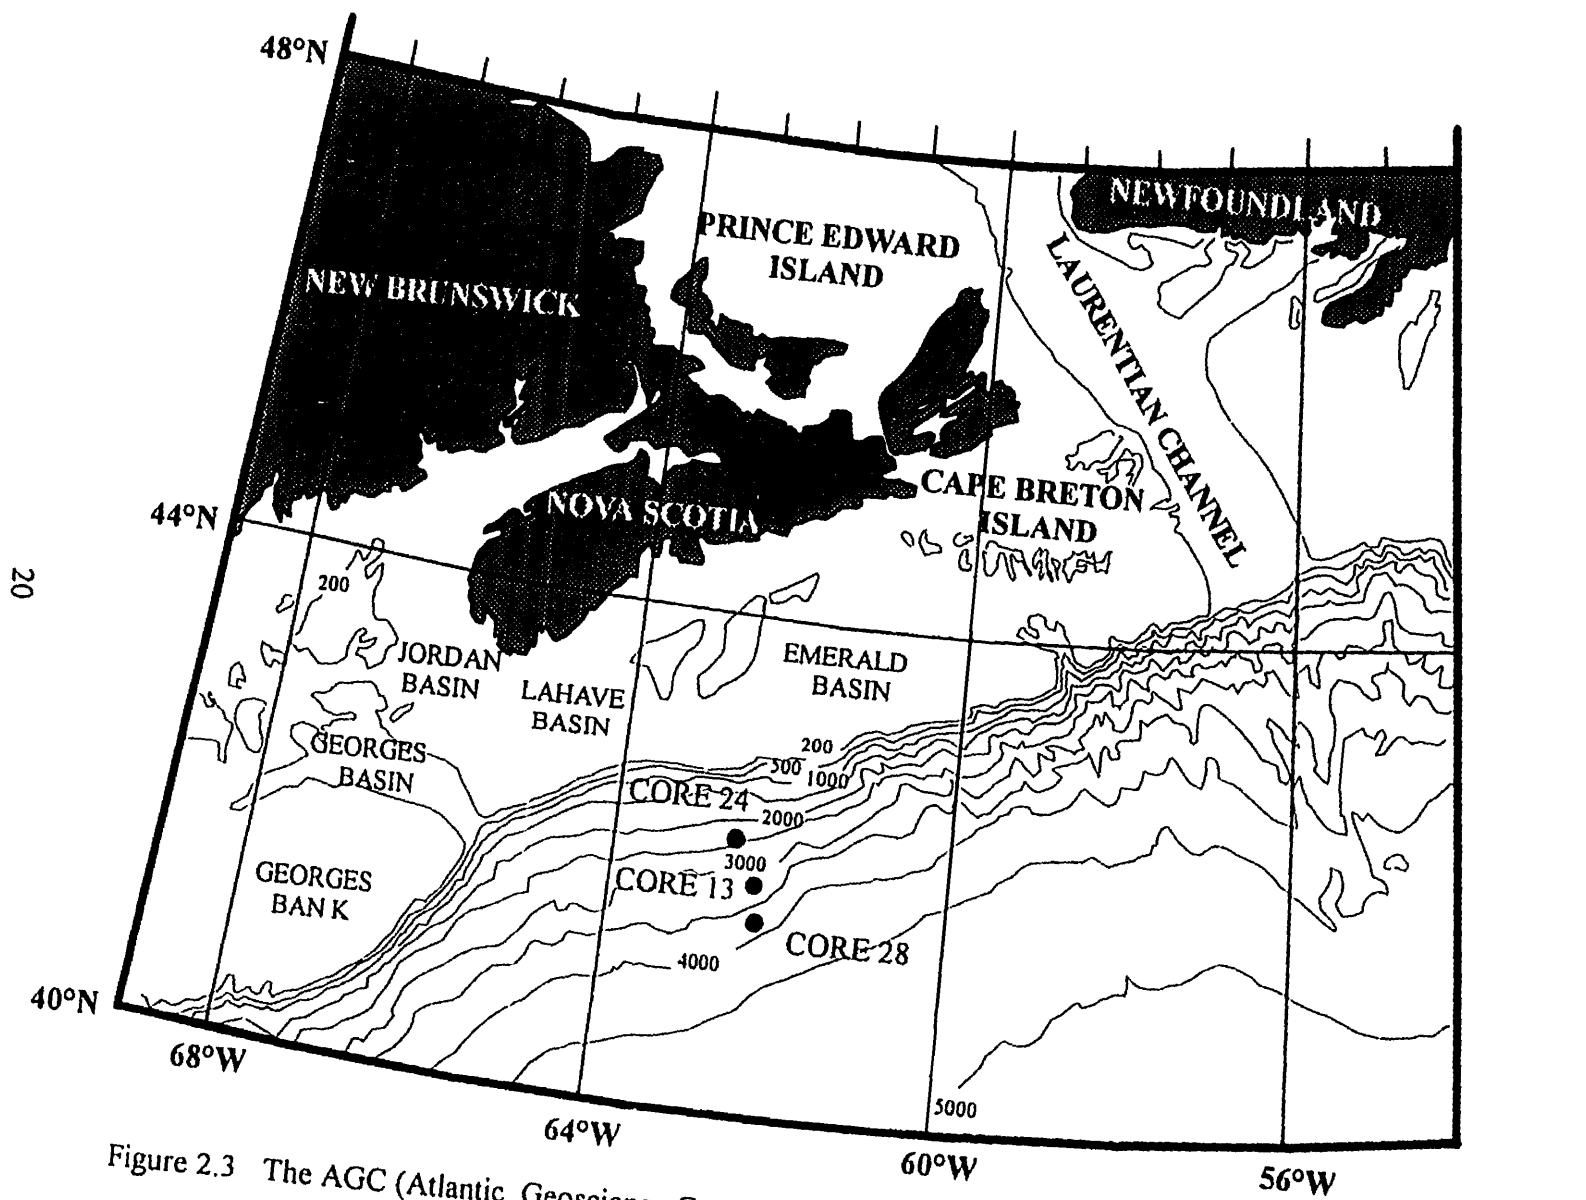 48°N
NEWFOUNDLAND
PRINCE EDWARD
ISLAND
NEW BRUNSWICK
LAURENTIAN CHANNEL
CAPE BRETON
ISLAND
NOVA SCOTIA
44°N
20
200
JORDAN
BASIN
EMERALD
BASIN
LAHAVE
BASIN
GEORGES
BASIN
200
500
1000
CORE 24
2000
3000
CORE 13
GEORGES
BANK
CORE 28
4000
40°N
5000
68°W
64°W
60°W
56°W
Figure 2.3 The AGC (Atlantic